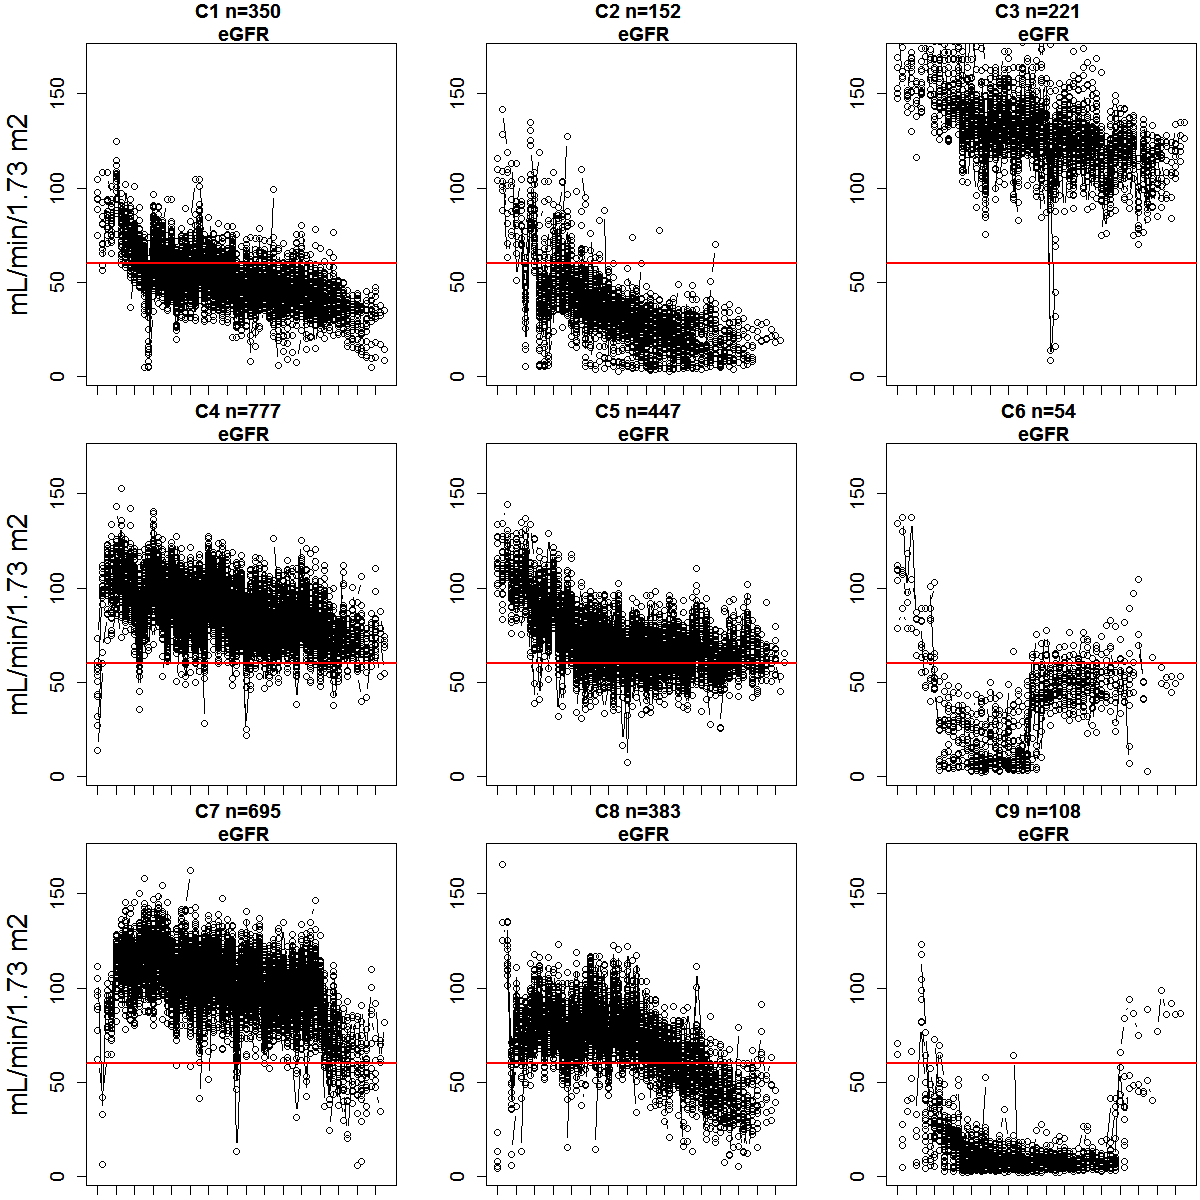 C1 n=350
eGFR
C2 n=152
eGFR
C3 n=221
eGFR
mL/min/1.73 m2
150
100
50
0
150
100
50
0
150
100
50
0
C4 n=777
eGFR
C5 n=447
eGFR
C6 n=54
eGFR
mL/min/1.73 m2
150
100
50
0
150
100
50
0
150
100
50
0
C7 n=695
eGFR
C8 n=383
eGFR
C9 n=108
eGFR
mL/min/1.73 m2
150
100
50
0
150
100
50
0
150
100
50
0